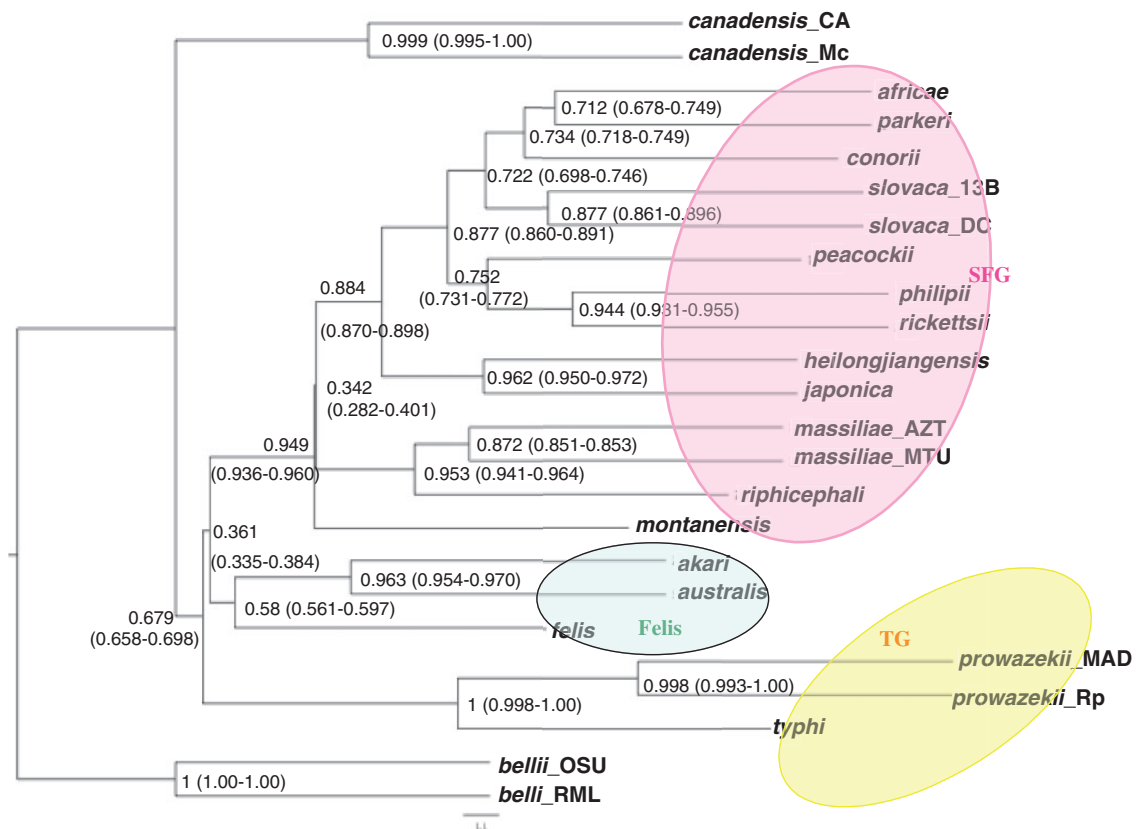 canadensis_CA
0.999 (0.995-1.00)
canadensis_Mc
africae
0.712 (0.678-0.749)
parkeri
0.734 (0.718-0.749)
conorii
0.722 (0.698-0.746)
slovaca_13B
0.877 (0.861-0.896)
slovaca_DC
0.877 (0.860-0.891)
peacockii
SFG
0.752
(0.731-0.772)
0.884
philipii
0.944 (0.931-0.955)
rickettsii
(0.870-0.898)
heilongjiangensis
0.962 (0.950-0.972)
0.342
japonica
(0.282-0.401)
massiliae_AZT
0.949
0.872 (0.851-0.853)
massiliae_MTU
(0.936-0.960)
0.953 (0.941-0.964)
riphicephali
montanensis
0.361
(0.335-0.384)
akari
0.963 (0.954-0.970)
australis
0.58 (0.561-0.597)
0.679
felis
Felis
(0.658-0.698)
TG
prowazekii_MAD
0.998 (0.993-1.00)
prowazekii_Rp
1 (0.998-1.00)
typhi
bellii_OSU
1 (1.00-1.00)
belli_RML